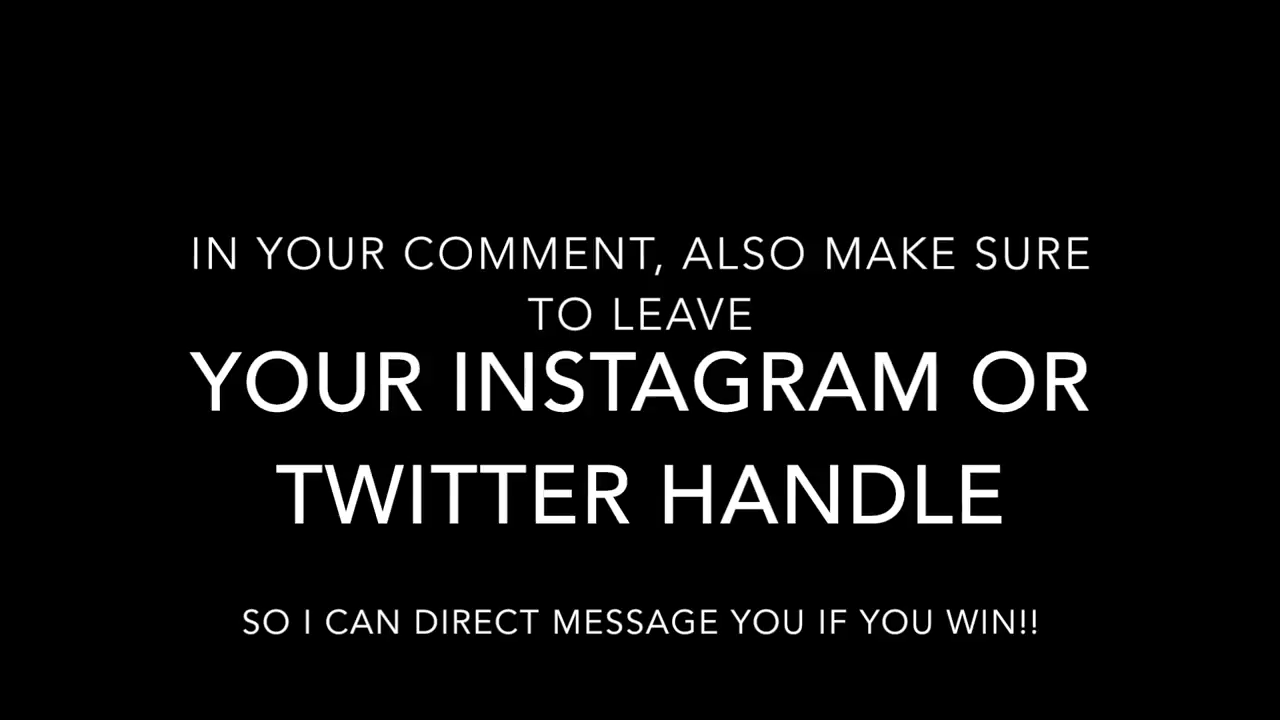 IN YOUR COMMENT, ALSO MAKE SURE
TO LEAVE
YOUR INSTAGRAM OR
TWITTER HANDLE
SO I CAN DIRECT MESSAGE YOU IF YOU WIN!!